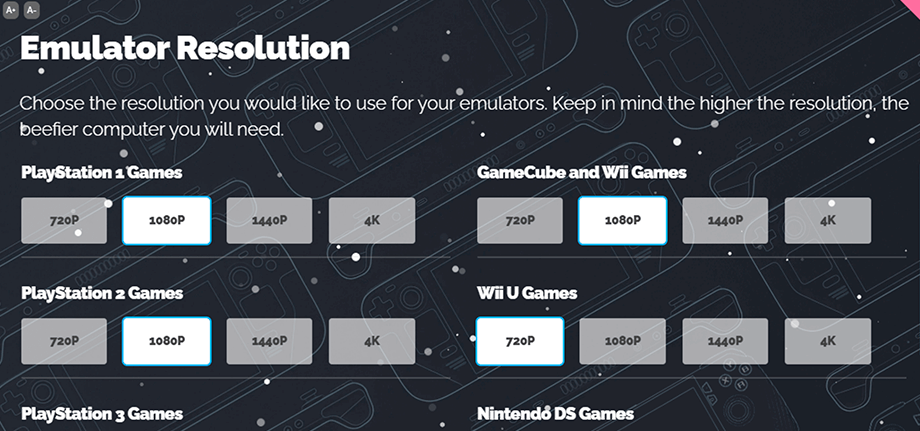 A+ A-
Emulator Resolution
Choose the resolution you would like to use for your emulators. Keep in mind the higher the resolution, the
beefier computer you will need.
PlayStation 1 Games
720P 1080P 1440P 4K
GameCube and Wii Games
720P 1080P 1440P 4K
PlayStation 2 Games
720P 1080P 1440P 4K
Wii U Games
720P 1080P 1440P 4K
PlayStation 3 Games
Nintendo DS Games